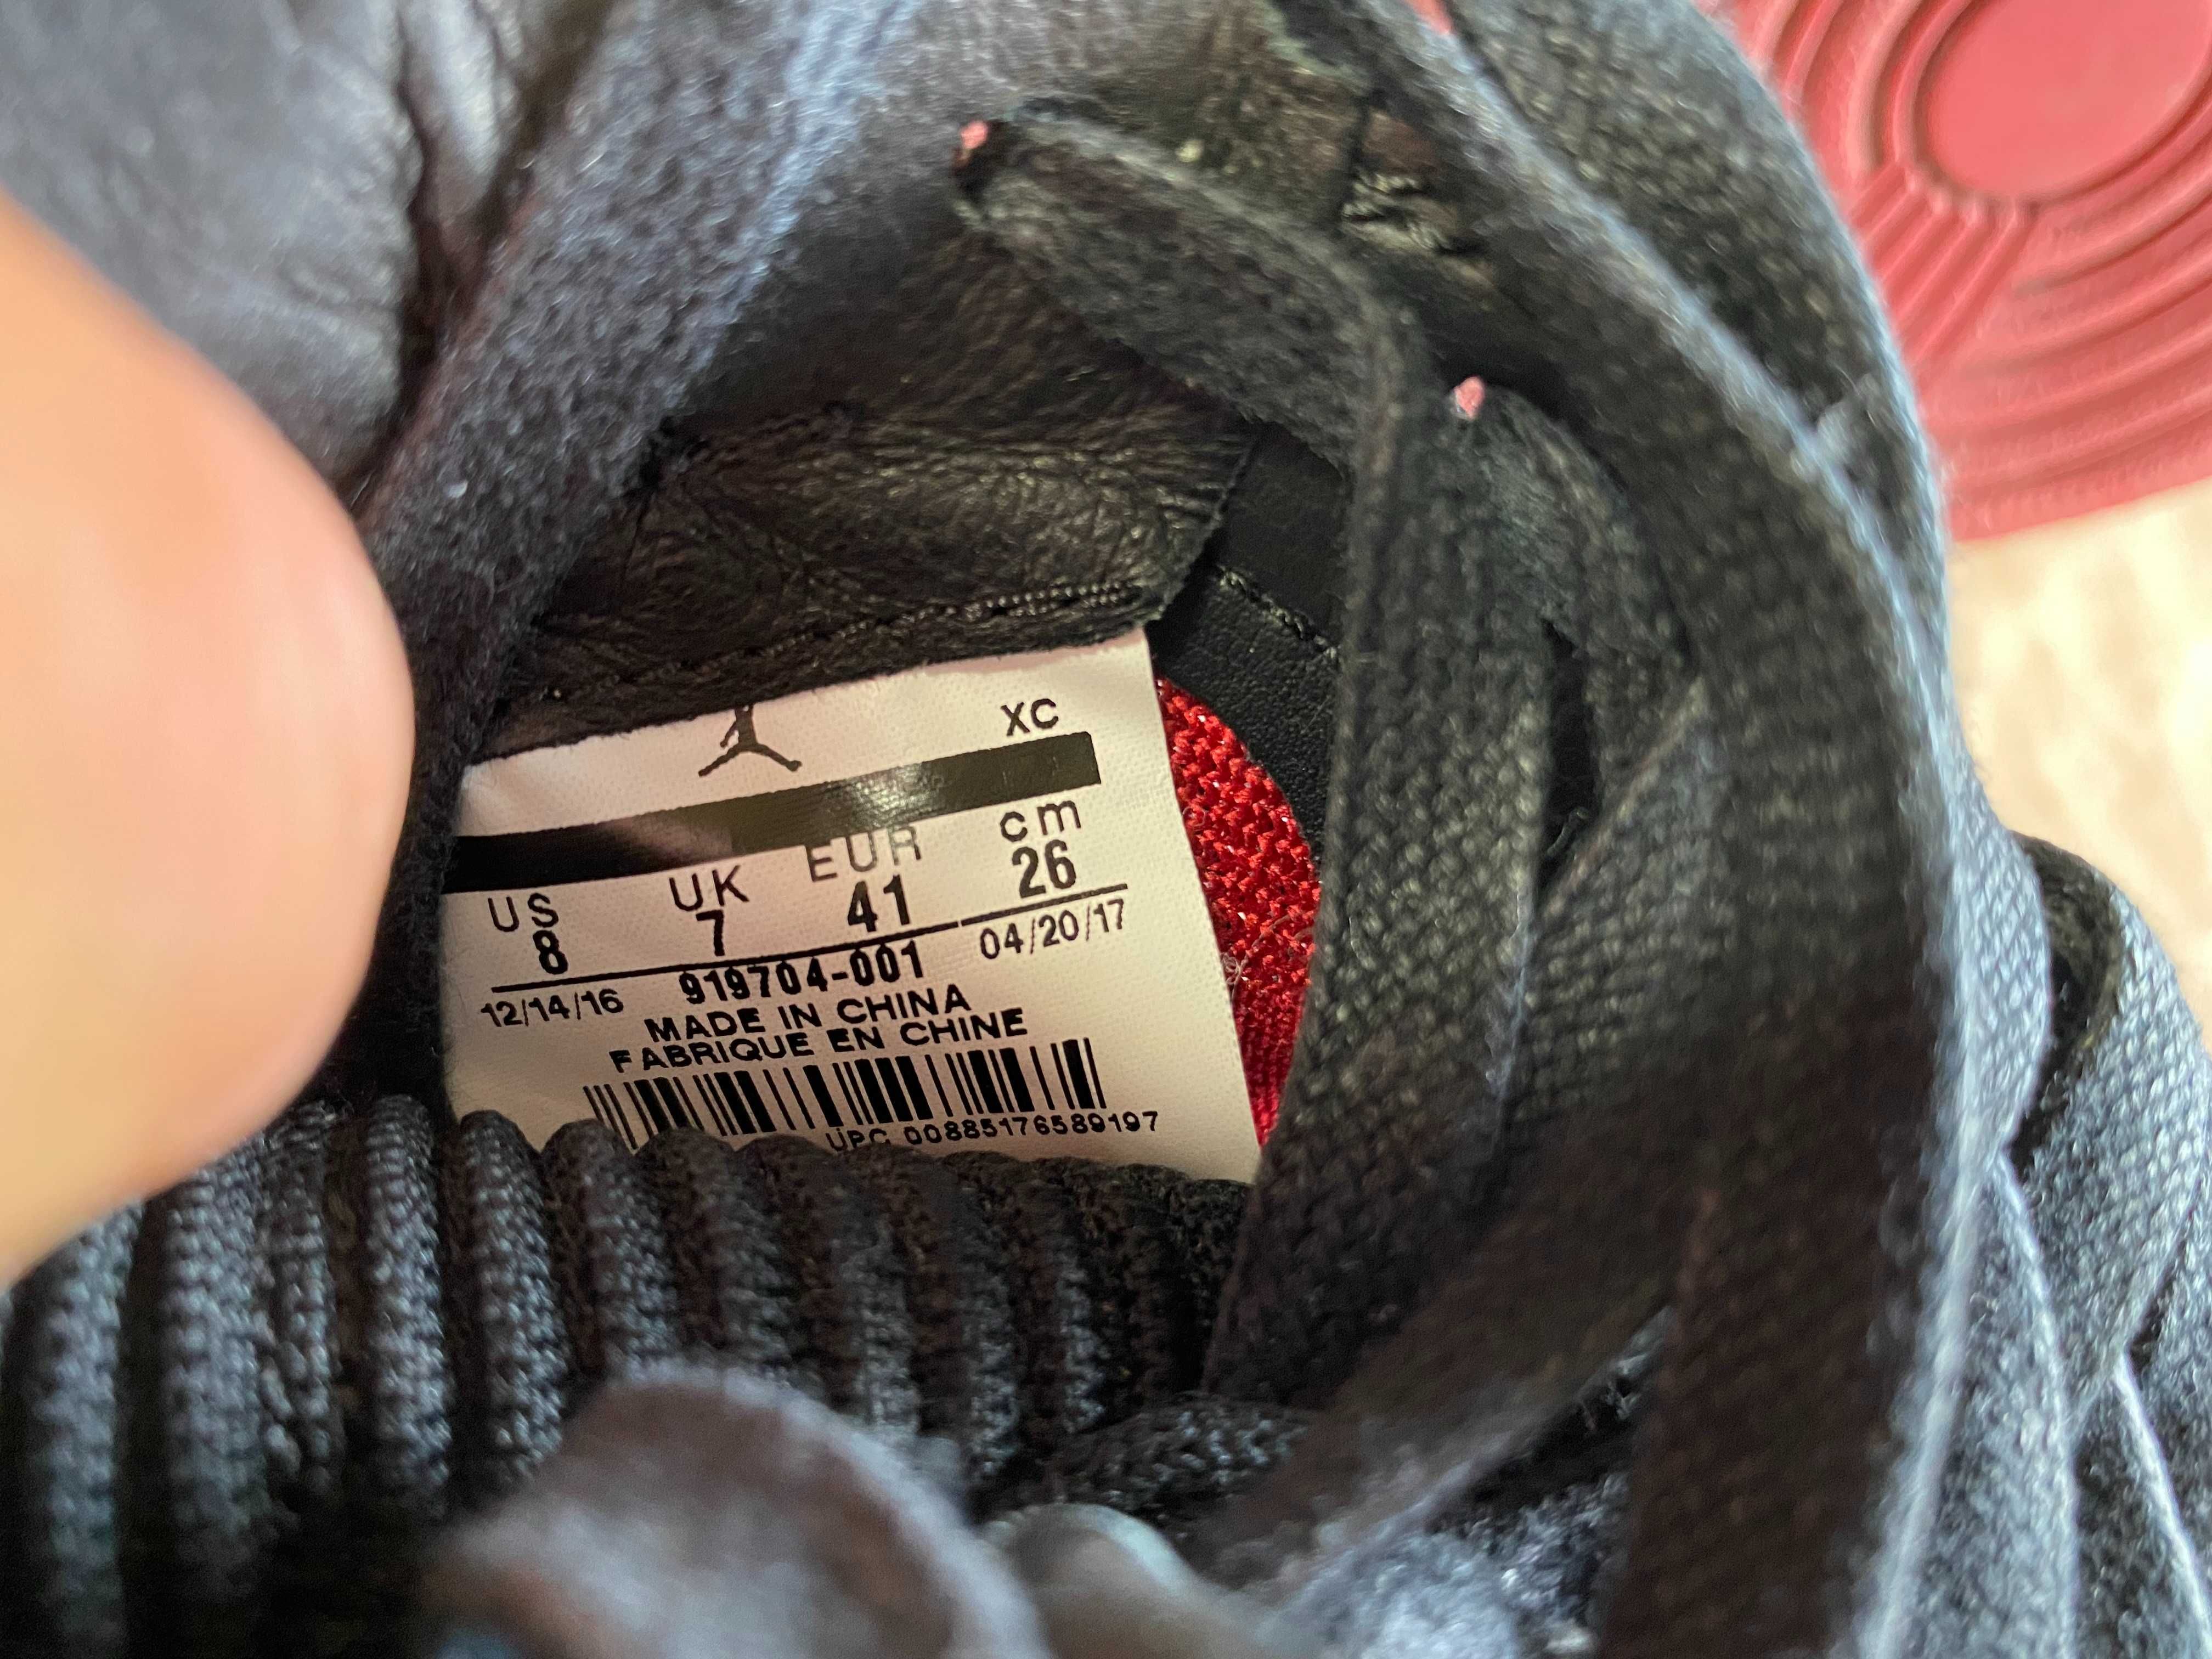 XC
US UK EUR cm
8 7 41 26
12/14/16 919704-001 04/20/17
MADE IN CHINA
FABRIQUE EN CHINE
UPC 00885176589197